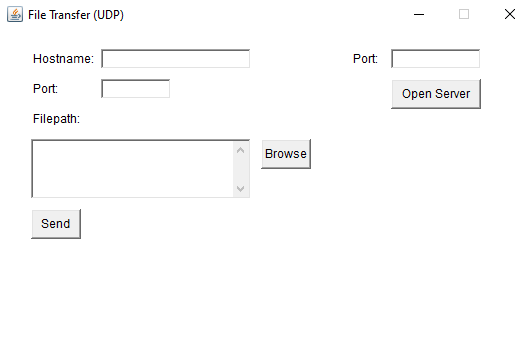 File Transfer (UDP)
Hostname:
Port:
Port:
Open Server
Filepath:
Browse
Send